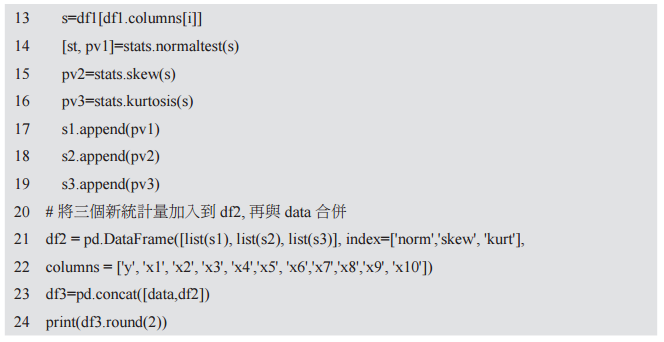 13 s=df1[df1.columns[i]]
14 [st, pv1]=stats.normaltest(s)
15 pv2=stats.skew(s)
16 pv3=stats.kurtosis(s)
17 s1.append(pv1)
18 s2.append(pv2)
19 s3.append(pv3)
20 # 將三個新統計量加入到 df2, 再與 data 合併
21 df2 = pd.DataFrame([list(s1), list(s2), list(s3)], index=['norm','skew', 'kurt'],
22 columns = ['y', 'x1', 'x2', 'x3', 'x4','x5', 'x6','x7','x8','x9', 'x10'])
23 df3=pd.concat([data,df2])
24 print(df3.round(2))